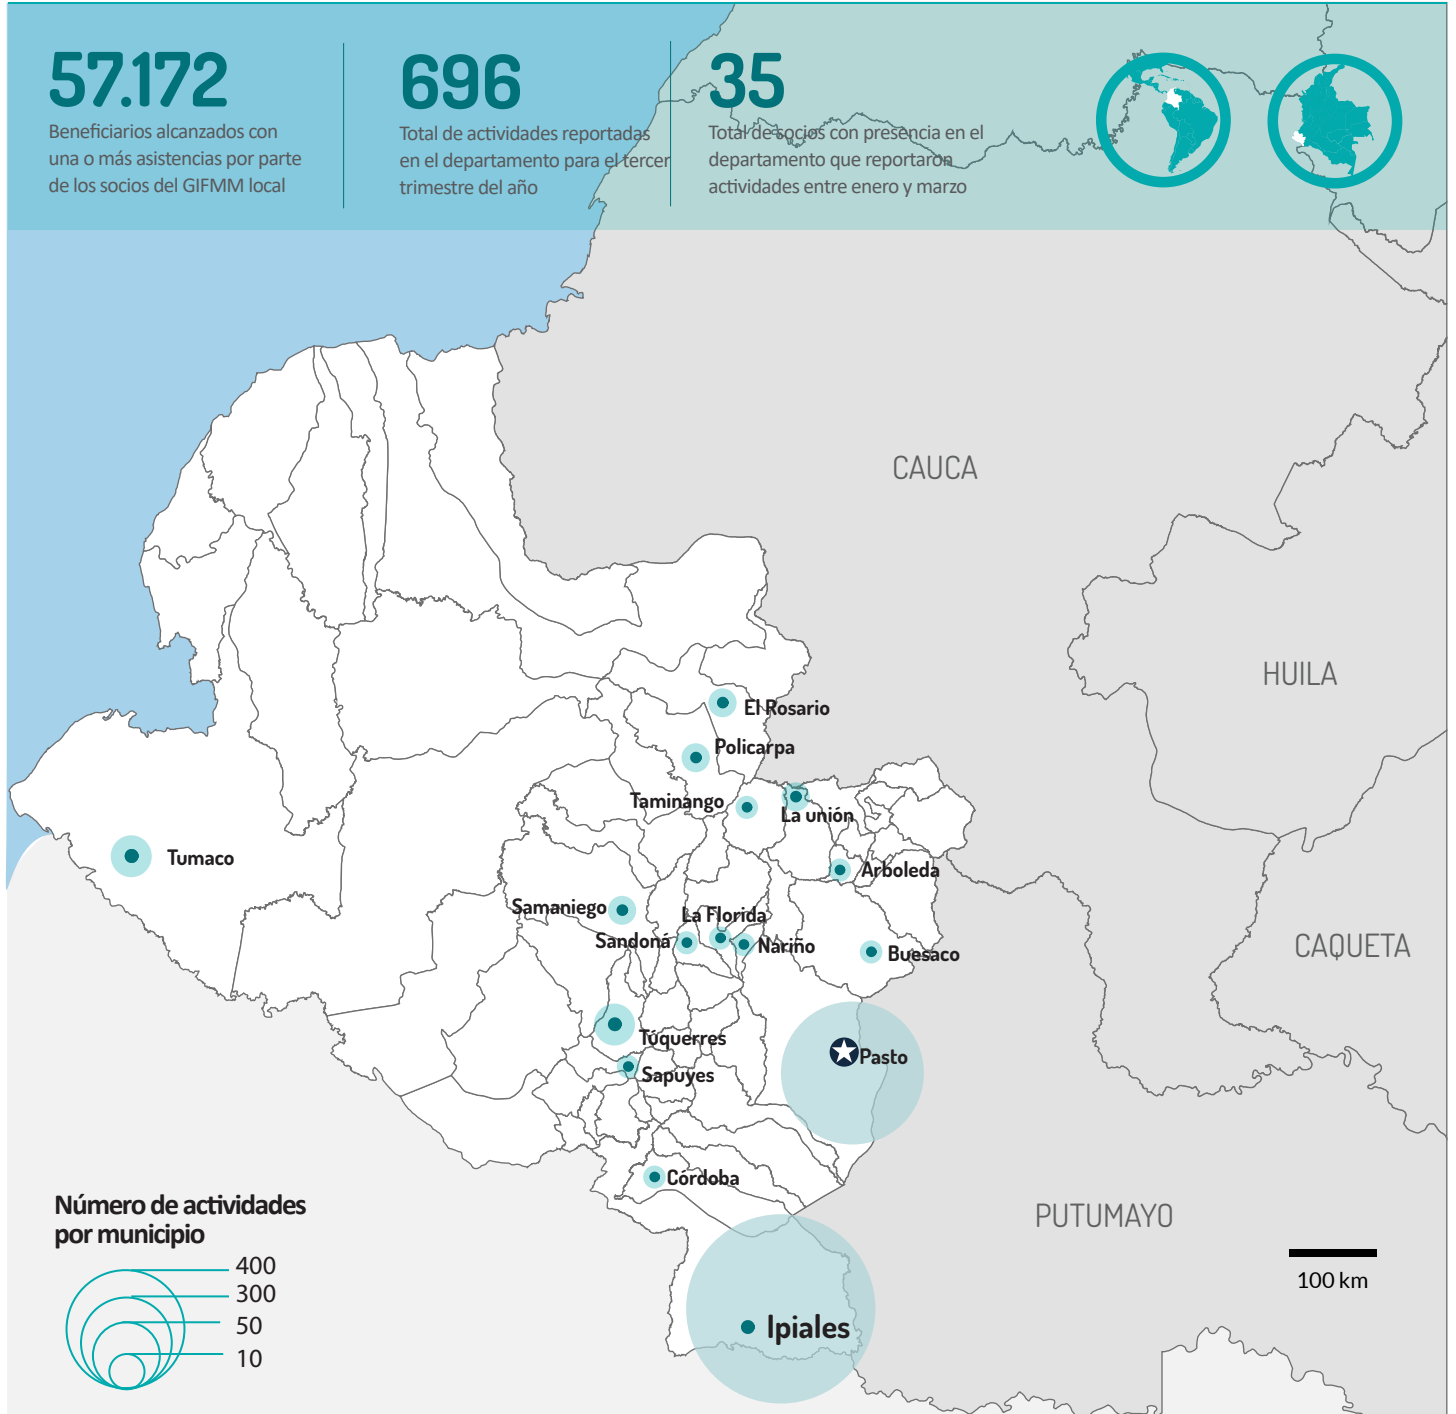 57.172
Beneficiarios alcanzados con
una o más asistencias por parte
de los socios del GIFMM local
696
Total de actividades reportadas
en el departamento para el tercer
trimestre del año
35
Total de socios con presencia en el
departamento que reportaron
actividades entre enero y marzo
CAUCA
HUILA
El Rosario
Policarpa
Taminango
La unión
Tumaco
Arboleda
Samaniego
La Florida
Sandoná
Nariño
Buesaco
CAQUETA
Túquerres
Pasto
Sapuyes
Córdoba
PUTUMAYO
Ipiales
Número de actividades
por municipio
400
300
50
10
100 km